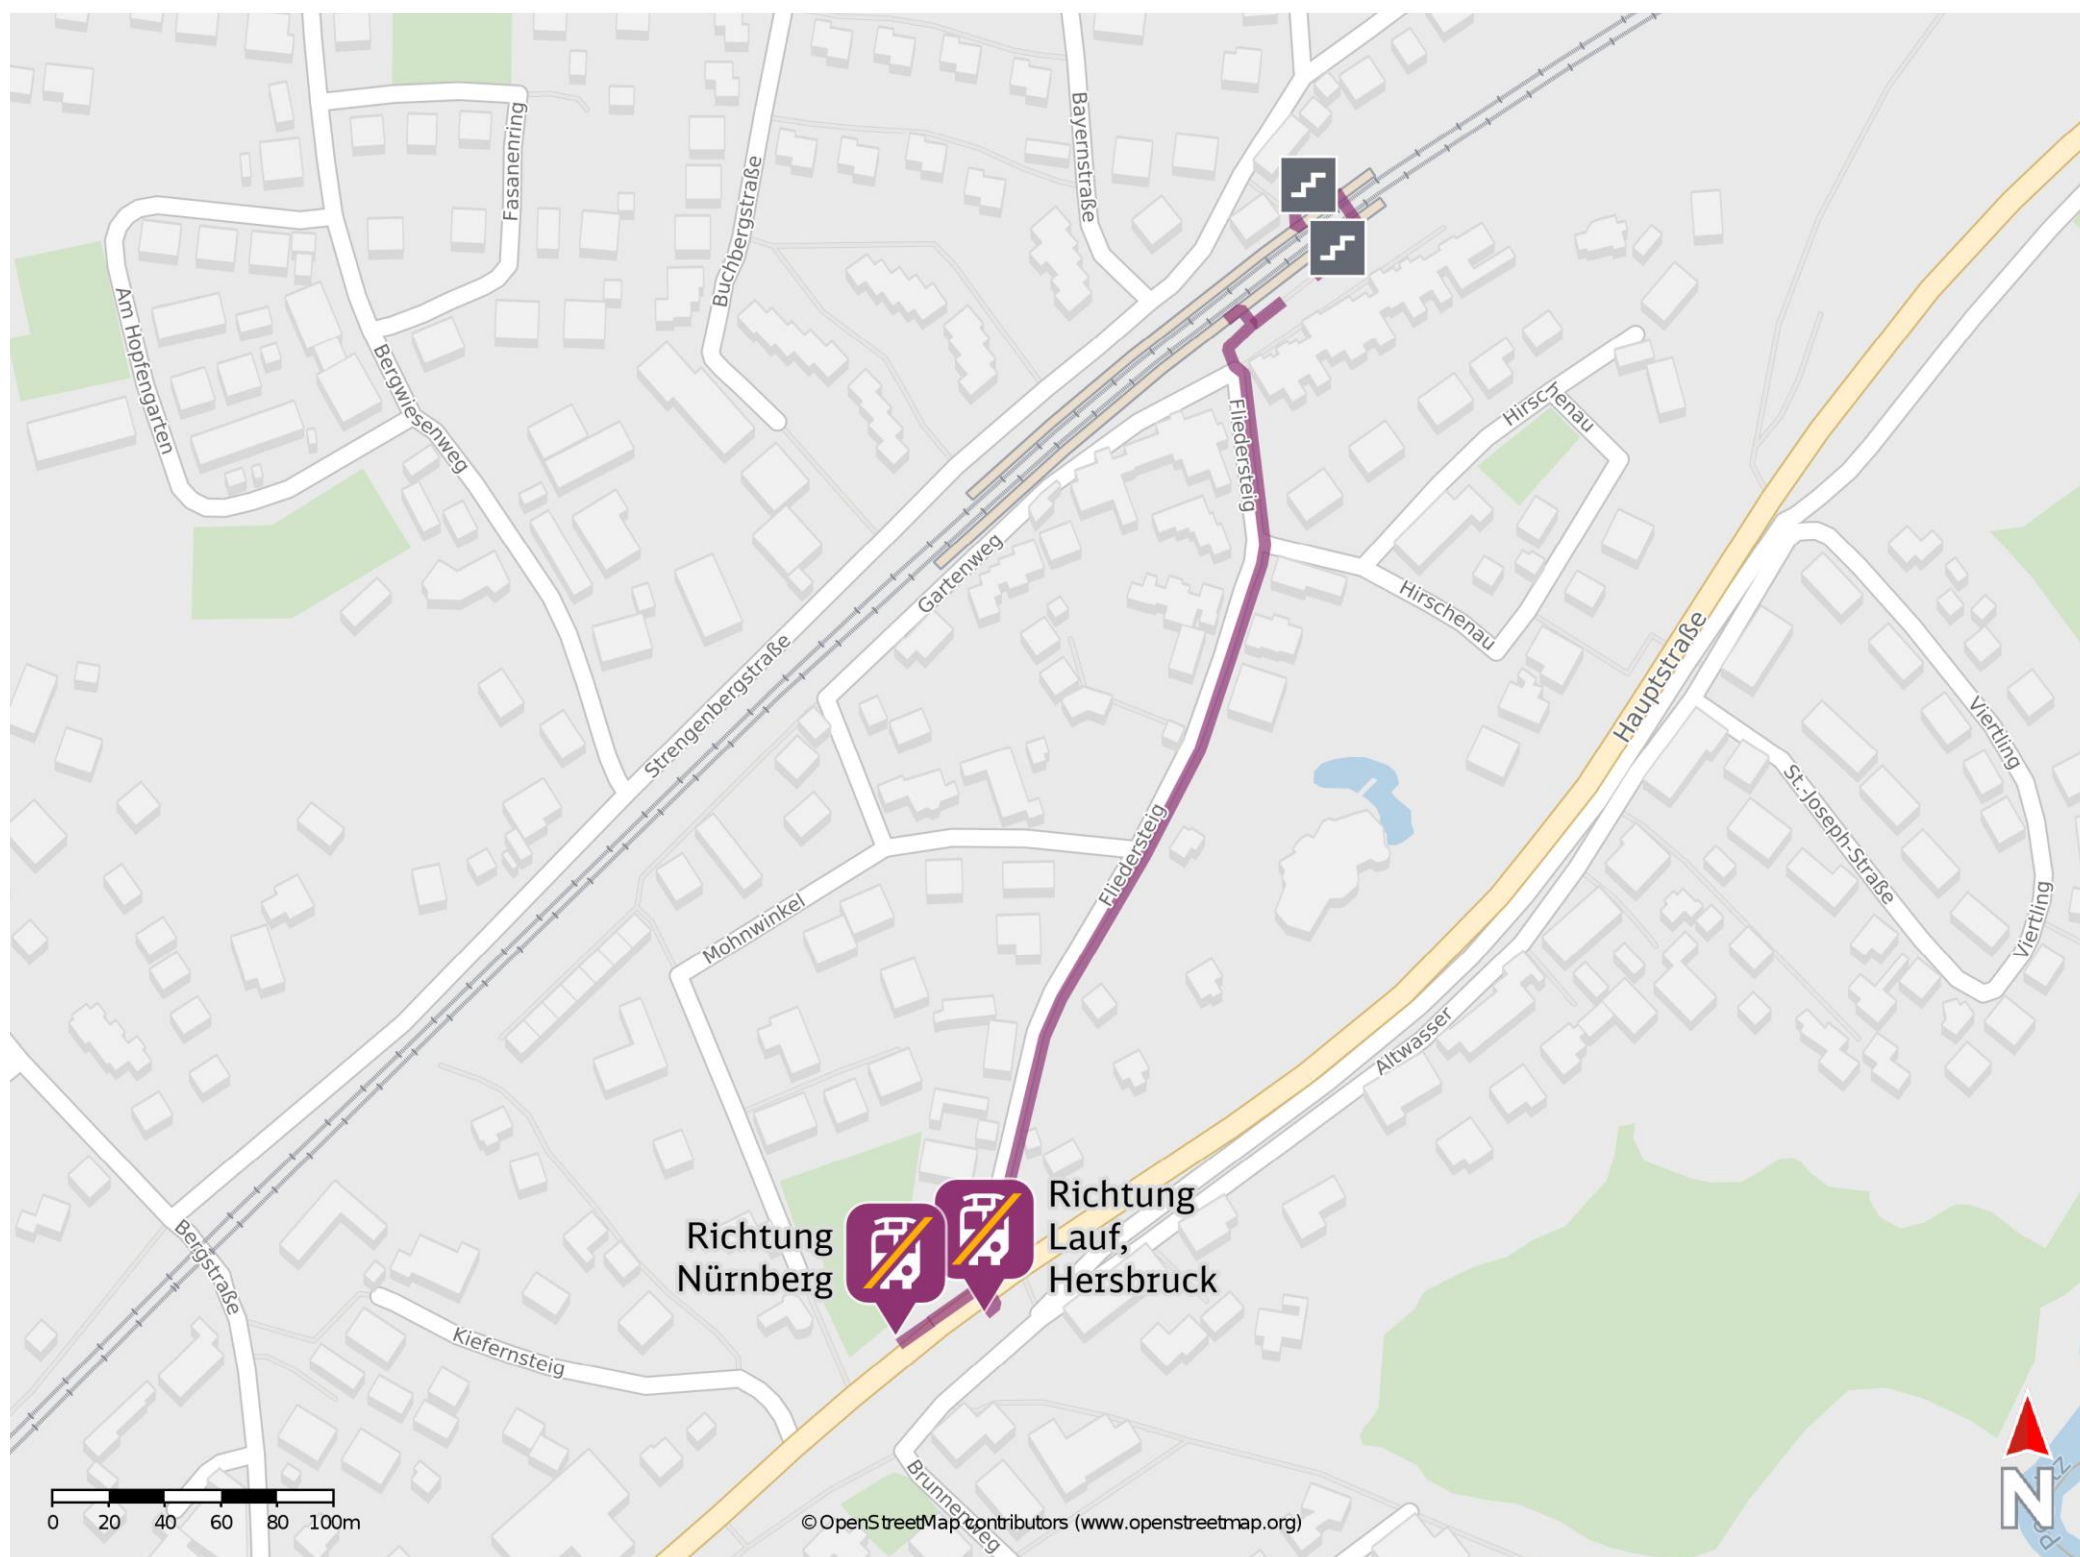 Fasanenring
Bayernstraße
Buchbergstraße
Am Hopfengarten
Bergwiesenweg
Fliedersteig
Hirschenau
Gartenweg
Hirschenau
Hauptstraße
Strengenbergstraße
Viertling
St.-Joseph-Straße
Fliedersteig
Mohnwinkel
Viertling
Altwasser
Richtung
Nürnberg
Richtung
Lauf,
Hersbruck
Bergstraße
Kiefernsteig
Brunnenweg
N
0 20 40 60 80 100m
© OpenStreetMap contributors (www.openstreetmap.org)